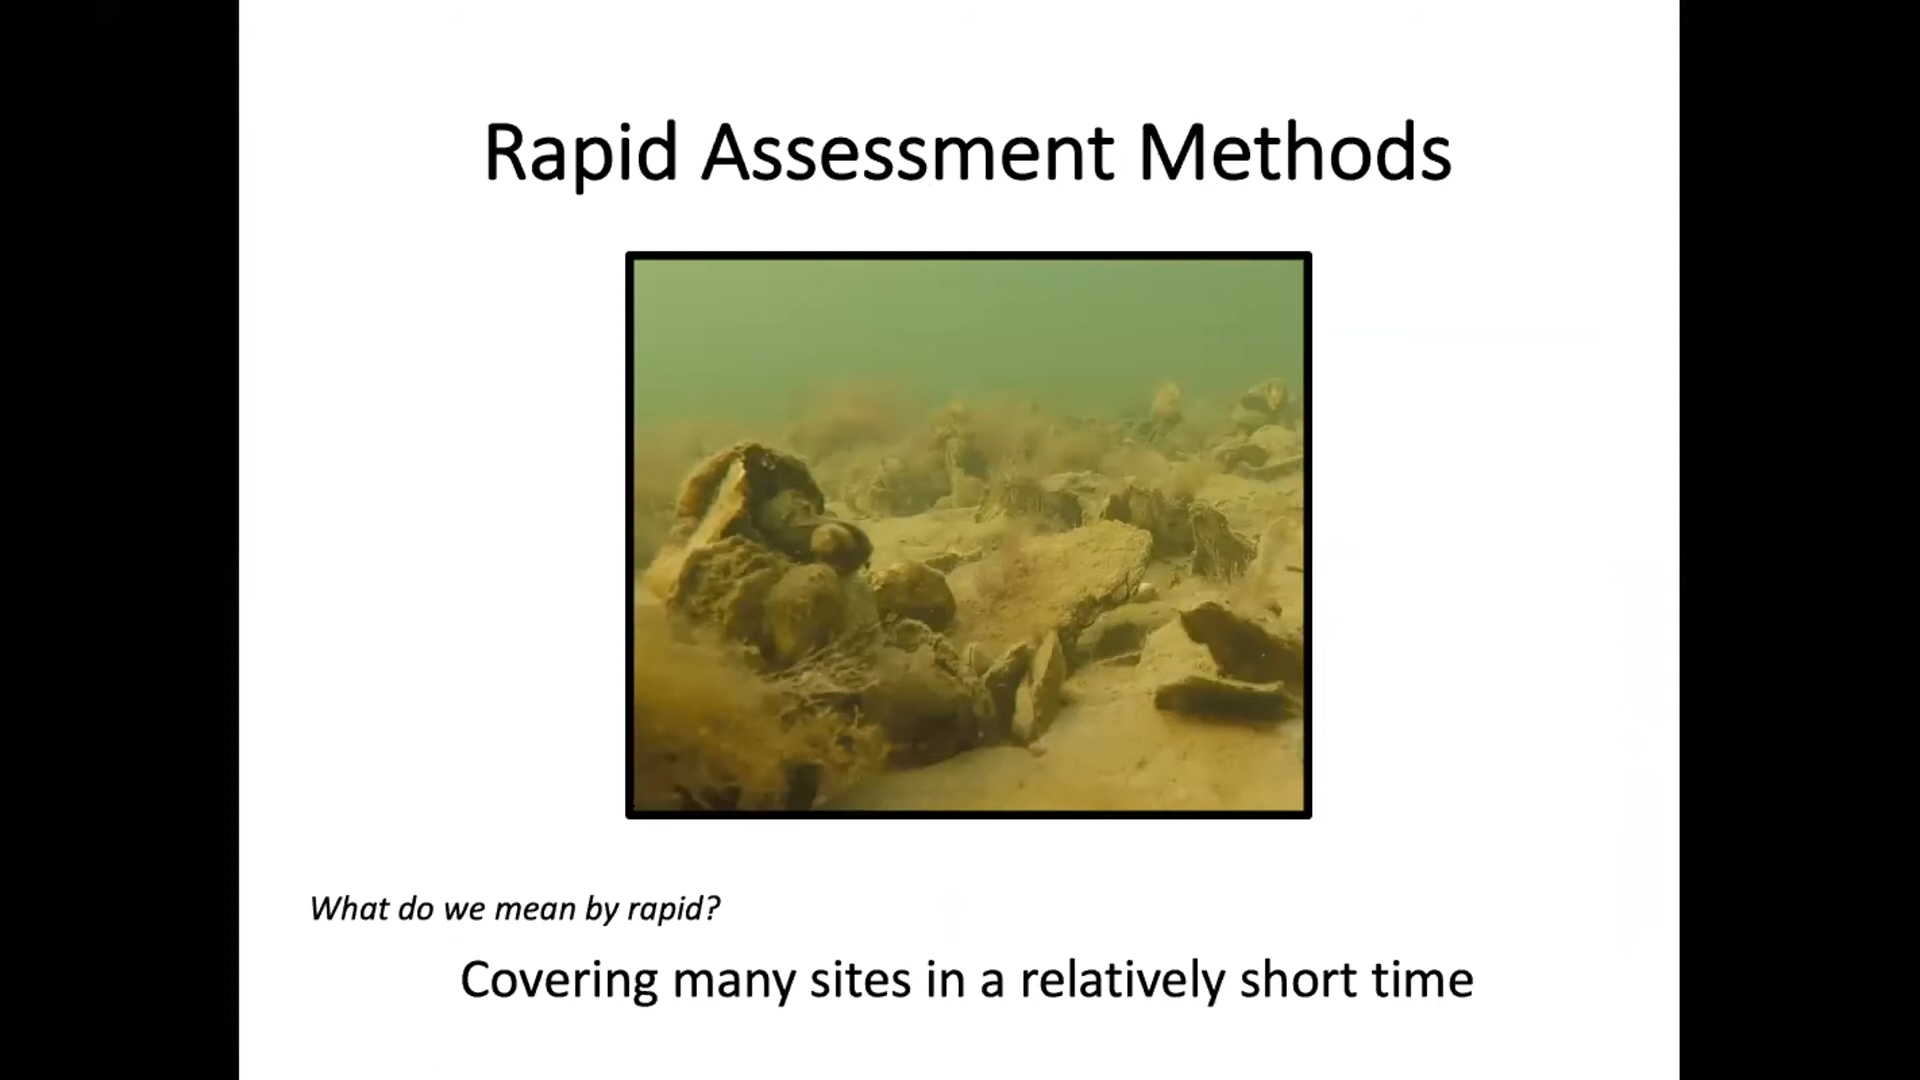 Rapid Assessment Methods
What do we mean by rapid?
Covering many sites in a relatively short time